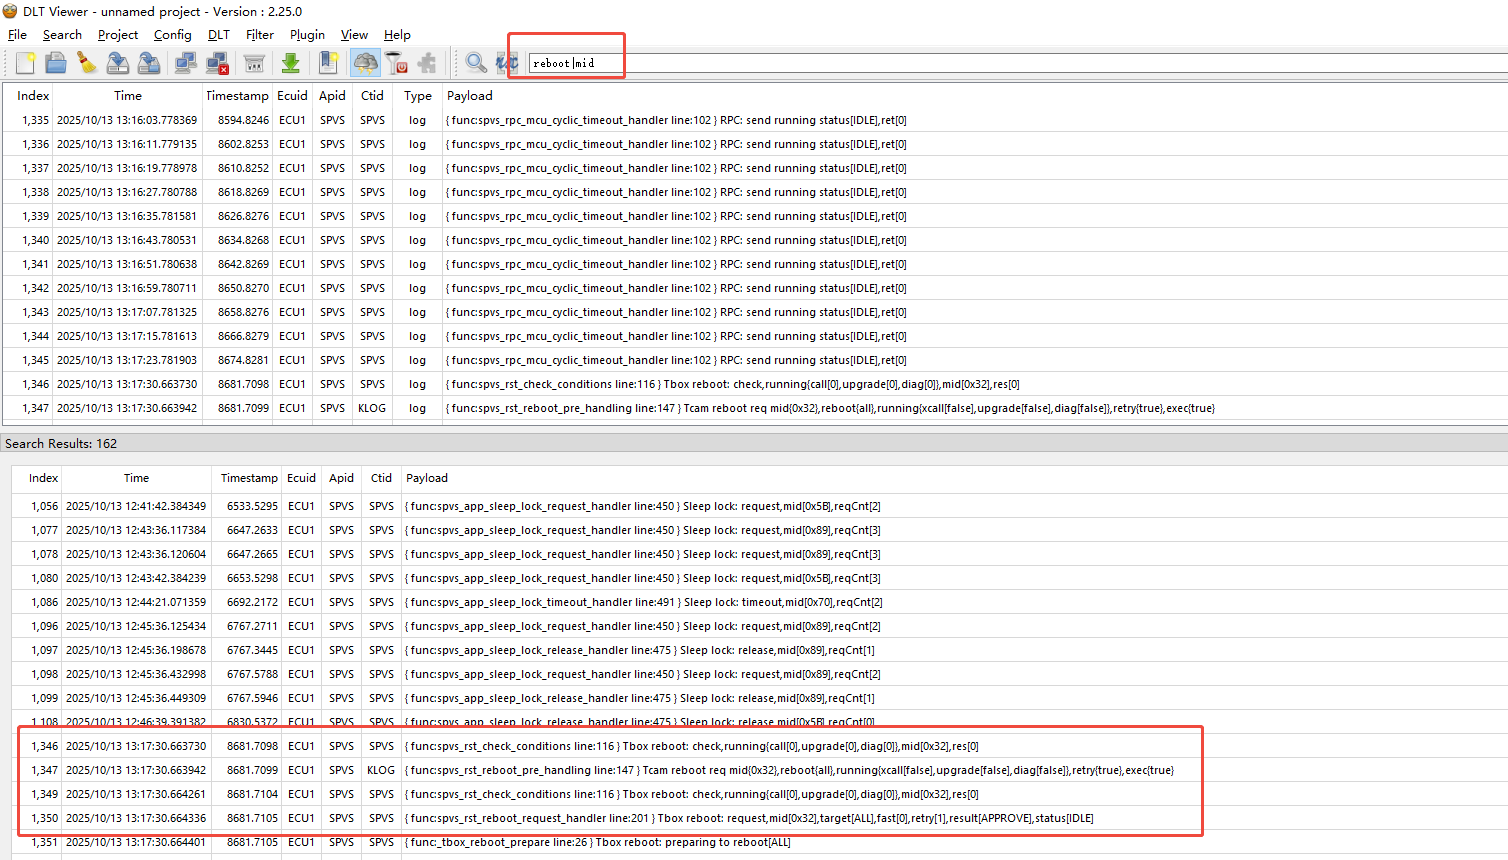 DLT Viewer - unnamed project - Version : 2.25.0
File Search Project Config DLT Filter Plugin View Help
reboot|mid
Index Time Timestamp Ecuid Apid Ctid Type Payload
1,335 2025/10/13 13:16:03.778369 8594.8246 ECU1 SPVS SPVS log { func:spvs_rpc_mcu_cyclic_timeout_handler line:102 } RPC: send running status[IDLE],ret[0]
1,336 2025/10/13 13:16:11.779135 8602.8253 ECU1 SPVS SPVS log { func:spvs_rpc_mcu_cyclic_timeout_handler line:102 } RPC: send running status[IDLE],ret[0]
1,337 2025/10/13 13:16:19.778978 8610.8252 ECU1 SPVS SPVS log { func:spvs_rpc_mcu_cyclic_timeout_handler line:102 } RPC: send running status[IDLE],ret[0]
1,338 2025/10/13 13:16:27.780788 8618.8269 ECU1 SPVS SPVS log { func:spvs_rpc_mcu_cyclic_timeout_handler line:102 } RPC: send running status[IDLE],ret[0]
1,339 2025/10/13 13:16:35.781581 8626.8276 ECU1 SPVS SPVS log { func:spvs_rpc_mcu_cyclic_timeout_handler line:102 } RPC: send running status[IDLE],ret[0]
1,340 2025/10/13 13:16:43.780531 8634.8268 ECU1 SPVS SPVS log { func:spvs_rpc_mcu_cyclic_timeout_handler line:102 } RPC: send running status[IDLE],ret[0]
1,341 2025/10/13 13:16:51.780638 8642.8269 ECU1 SPVS SPVS log { func:spvs_rpc_mcu_cyclic_timeout_handler line:102 } RPC: send running status[IDLE],ret[0]
1,342 2025/10/13 13:16:59.780711 8650.8270 ECU1 SPVS SPVS log { func:spvs_rpc_mcu_cyclic_timeout_handler line:102 } RPC: send running status[IDLE],ret[0]
1,343 2025/10/13 13:17:07.781325 8658.8276 ECU1 SPVS SPVS log { func:spvs_rpc_mcu_cyclic_timeout_handler line:102 } RPC: send running status[IDLE],ret[0]
1,344 2025/10/13 13:17:15.781613 8666.8279 ECU1 SPVS SPVS log { func:spvs_rpc_mcu_cyclic_timeout_handler line:102 } RPC: send running status[IDLE],ret[0]
1,345 2025/10/13 13:17:23.781903 8674.8281 ECU1 SPVS SPVS log { func:spvs_rpc_mcu_cyclic_timeout_handler line:102 } RPC: send running status[IDLE],ret[0]
1,346 2025/10/13 13:17:30.663730 8681.7098 ECU1 SPVS SPVS log { func:spvs_rst_check_conditions line:116 } Tbox reboot: check,running{call[0],upgrade[0],diag[0]},mid[0x32],res[0]
1,347 2025/10/13 13:17:30.663942 8681.7099 ECU1 SPVS KLOG log { func:spvs_rst_reboot_pre_handling line:147 } Tcam reboot req mid{0x32},reboot{all},running{xcall[false],upgrade[false],diag[false]},retry{true},exec{true}
Search Results: 162
Index Time Timestamp Ecuid Apid Ctid Payload
1,056 2025/10/13 12:41:42.384349 6533.5295 ECU1 SPVS SPVS { func:spvs_app_sleep_lock_request_handler line:450 } Sleep lock: request,mid[0x5B],reqCnt[2]
1,077 2025/10/13 12:43:36.117384 6647.2633 ECU1 SPVS SPVS { func:spvs_app_sleep_lock_request_handler line:450 } Sleep lock: request,mid[0x89],reqCnt[3]
1,078 2025/10/13 12:43:36.120604 6647.2665 ECU1 SPVS SPVS { func:spvs_app_sleep_lock_request_handler line:450 } Sleep lock: request,mid[0x89],reqCnt[3]
1,080 2025/10/13 12:43:42.384239 6653.5298 ECU1 SPVS SPVS { func:spvs_app_sleep_lock_request_handler line:450 } Sleep lock: request,mid[0x5B],reqCnt[3]
1,086 2025/10/13 12:44:21.071359 6692.2172 ECU1 SPVS SPVS { func:spvs_app_sleep_lock_timeout_handler line:491 } Sleep lock: timeout,mid[0x70],reqCnt[2]
1,096 2025/10/13 12:45:36.125434 6767.2711 ECU1 SPVS SPVS { func:spvs_app_sleep_lock_request_handler line:450 } Sleep lock: request,mid[0x89],reqCnt[2]
1,097 2025/10/13 12:45:36.198678 6767.3445 ECU1 SPVS SPVS { func:spvs_app_sleep_lock_release_handler line:475 } Sleep lock: release,mid[0x89],reqCnt[1]
1,098 2025/10/13 12:45:36.432998 6767.5788 ECU1 SPVS SPVS { func:spvs_app_sleep_lock_request_handler line:450 } Sleep lock: request,mid[0x89],reqCnt[2]
1,099 2025/10/13 12:45:36.449309 6767.5946 ECU1 SPVS SPVS { func:spvs_app_sleep_lock_release_handler line:475 } Sleep lock: release,mid[0x89],reqCnt[1]
1,108 2025/10/13 12:46:39.391382 6830.5372 ECU1 SPVS SPVS { func:spvs_app_sleep_lock_release_handler line:475 } Sleep lock: release,mid[0x5B],reqCnt[0]
1,346 2025/10/13 13:17:30.663730 8681.7098 ECU1 SPVS SPVS { func:spvs_rst_check_conditions line:116 } Tbox reboot: check,running{call[0],upgrade[0],diag[0]},mid[0x32],res[0]
1,347 2025/10/13 13:17:30.663942 8681.7099 ECU1 SPVS KLOG { func:spvs_rst_reboot_pre_handling line:147 } Tcam reboot req mid{0x32},reboot{all},running{xcall[false],upgrade[false],diag[false]},retry{true},exec{true}
1,349 2025/10/13 13:17:30.664261 8681.7104 ECU1 SPVS SPVS { func:spvs_rst_check_conditions line:116 } Tbox reboot: check,running{call[0],upgrade[0],diag[0]},mid[0x32],res[0]
1,350 2025/10/13 13:17:30.664336 8681.7105 ECU1 SPVS SPVS { func:spvs_rst_reboot_request_handler line:201 } Tbox reboot: request,mid[0x32],target[ALL],fast[0],retry[1],result[APPROVE],status[IDLE]
1,351 2025/10/13 13:17:30.664401 8681.7105 ECU1 SPVS SPVS { func:_tbox_reboot_prepare line:26 } Tbox reboot: preparing to reboot[ALL]